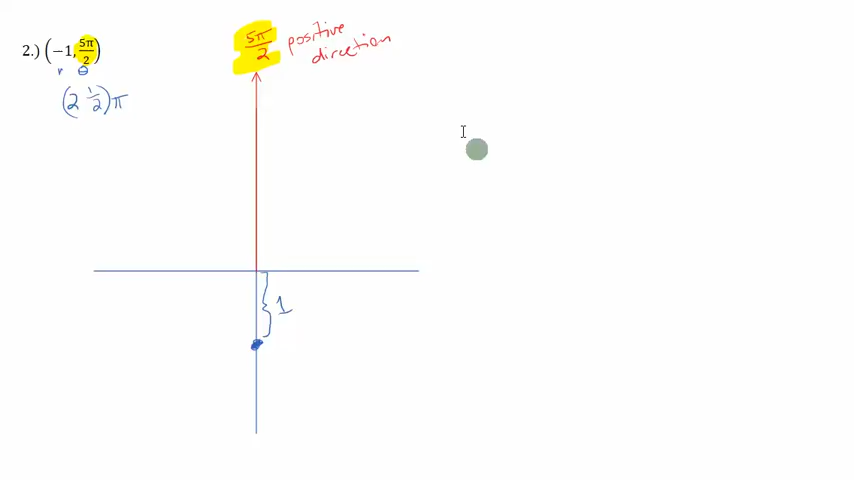 2.) (−1, 5π/2)
r θ
(2 1/2)π
5π/2 positive
direction
1